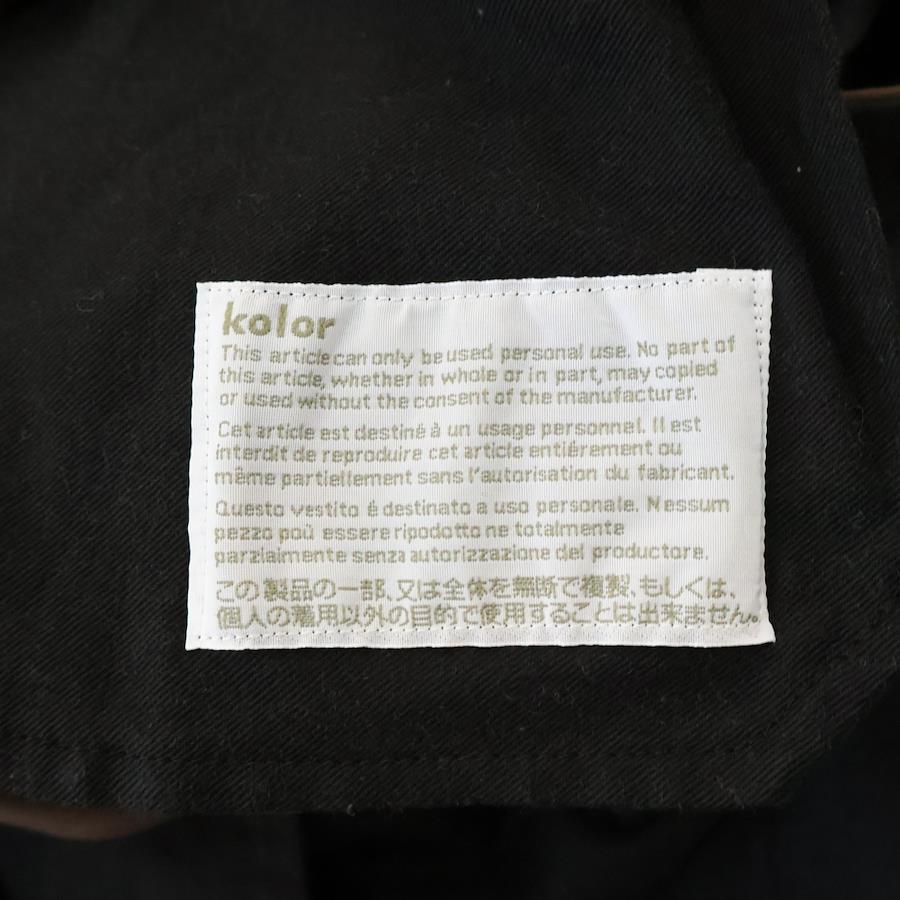 kolor
This article can only be used personal use. No part of
this article, whether in whole or in part, may copied
or used without the consent of the manufacturer.
Cet article est destiné à un usage personnel. Il est
interdit de reproduire cet article entiérement ou
même partiellement sans l'autorisation du fabricant.
Questo vestito é destinato a uso personale. Nessum
pezzo poù essere ripodotto ne totalmente
parzialmente senza autorizzazione del productore.
この製品の一部、又は全体を無断で複製、もしくは、
個人の着用以外の目的で使用することは出来ません。